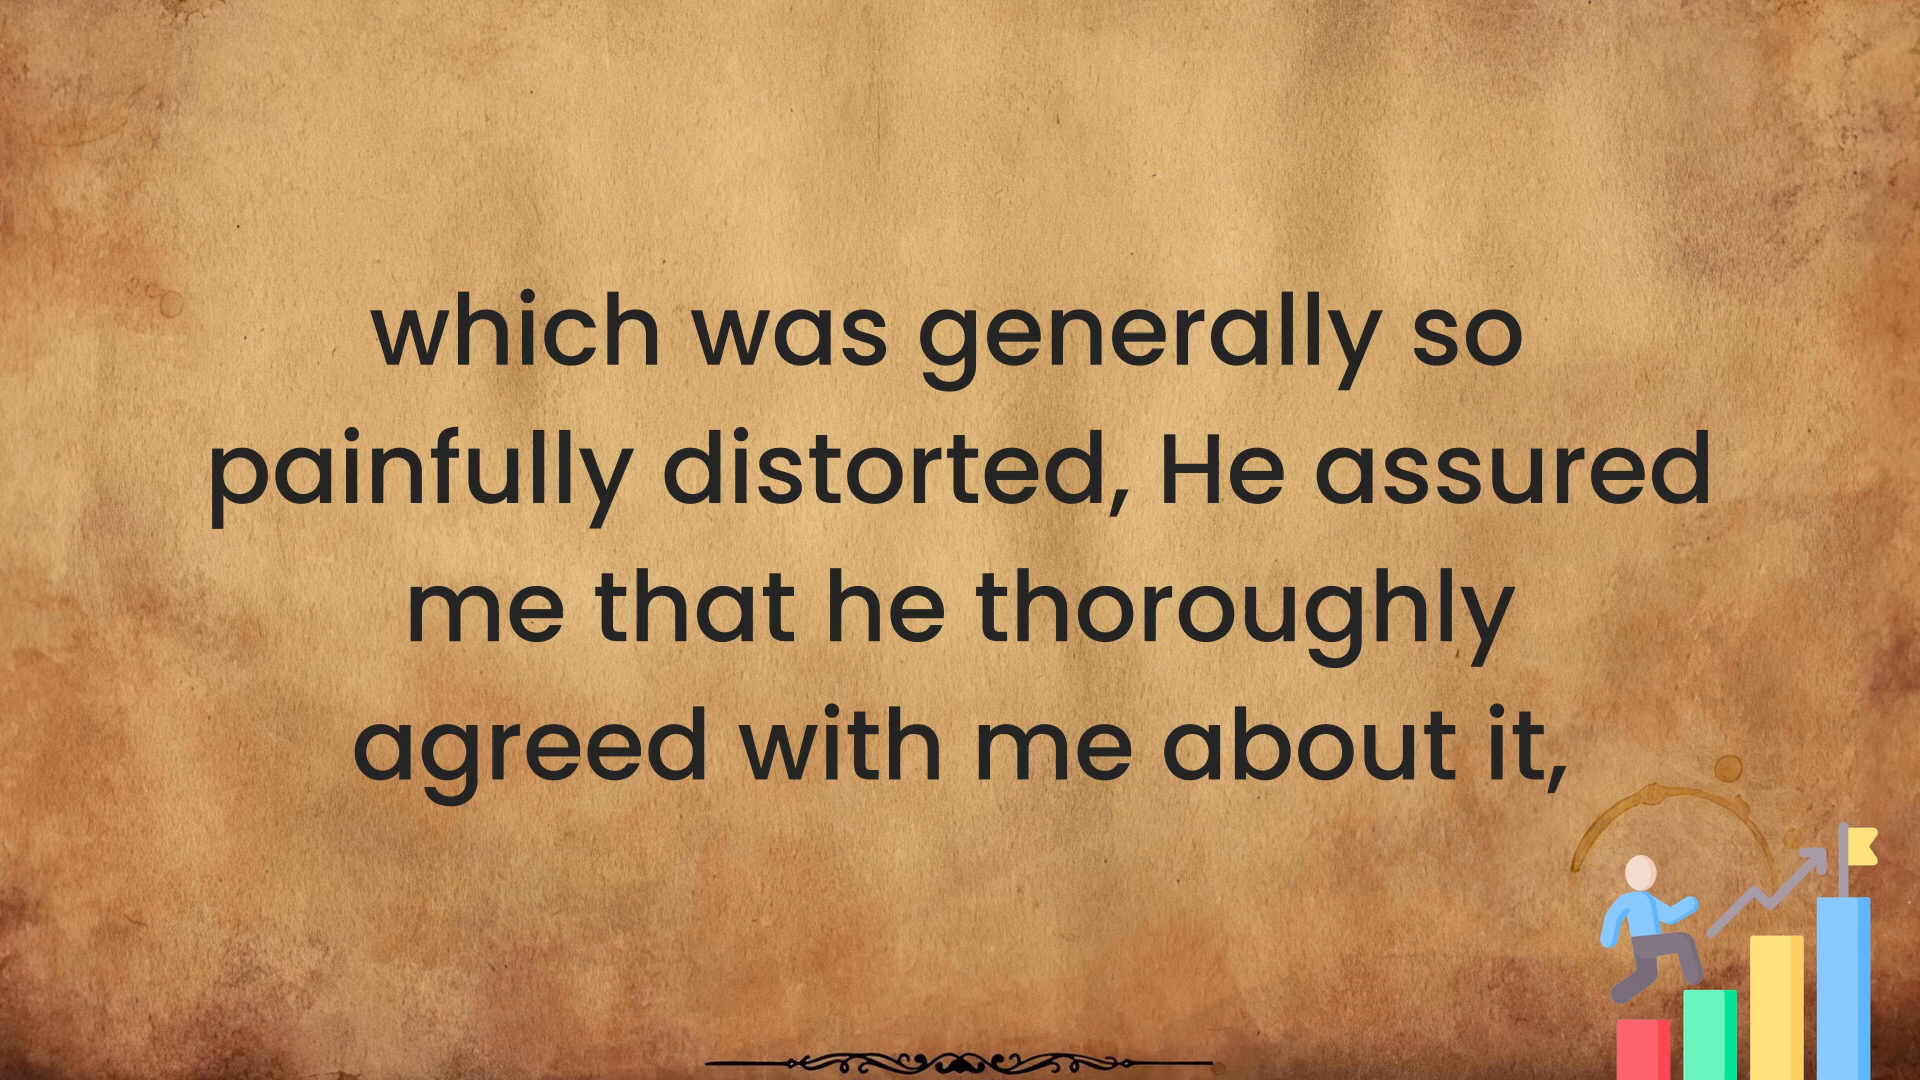 which was generally so
painfully distorted, He assured
me that he thoroughly
agreed with me about it,